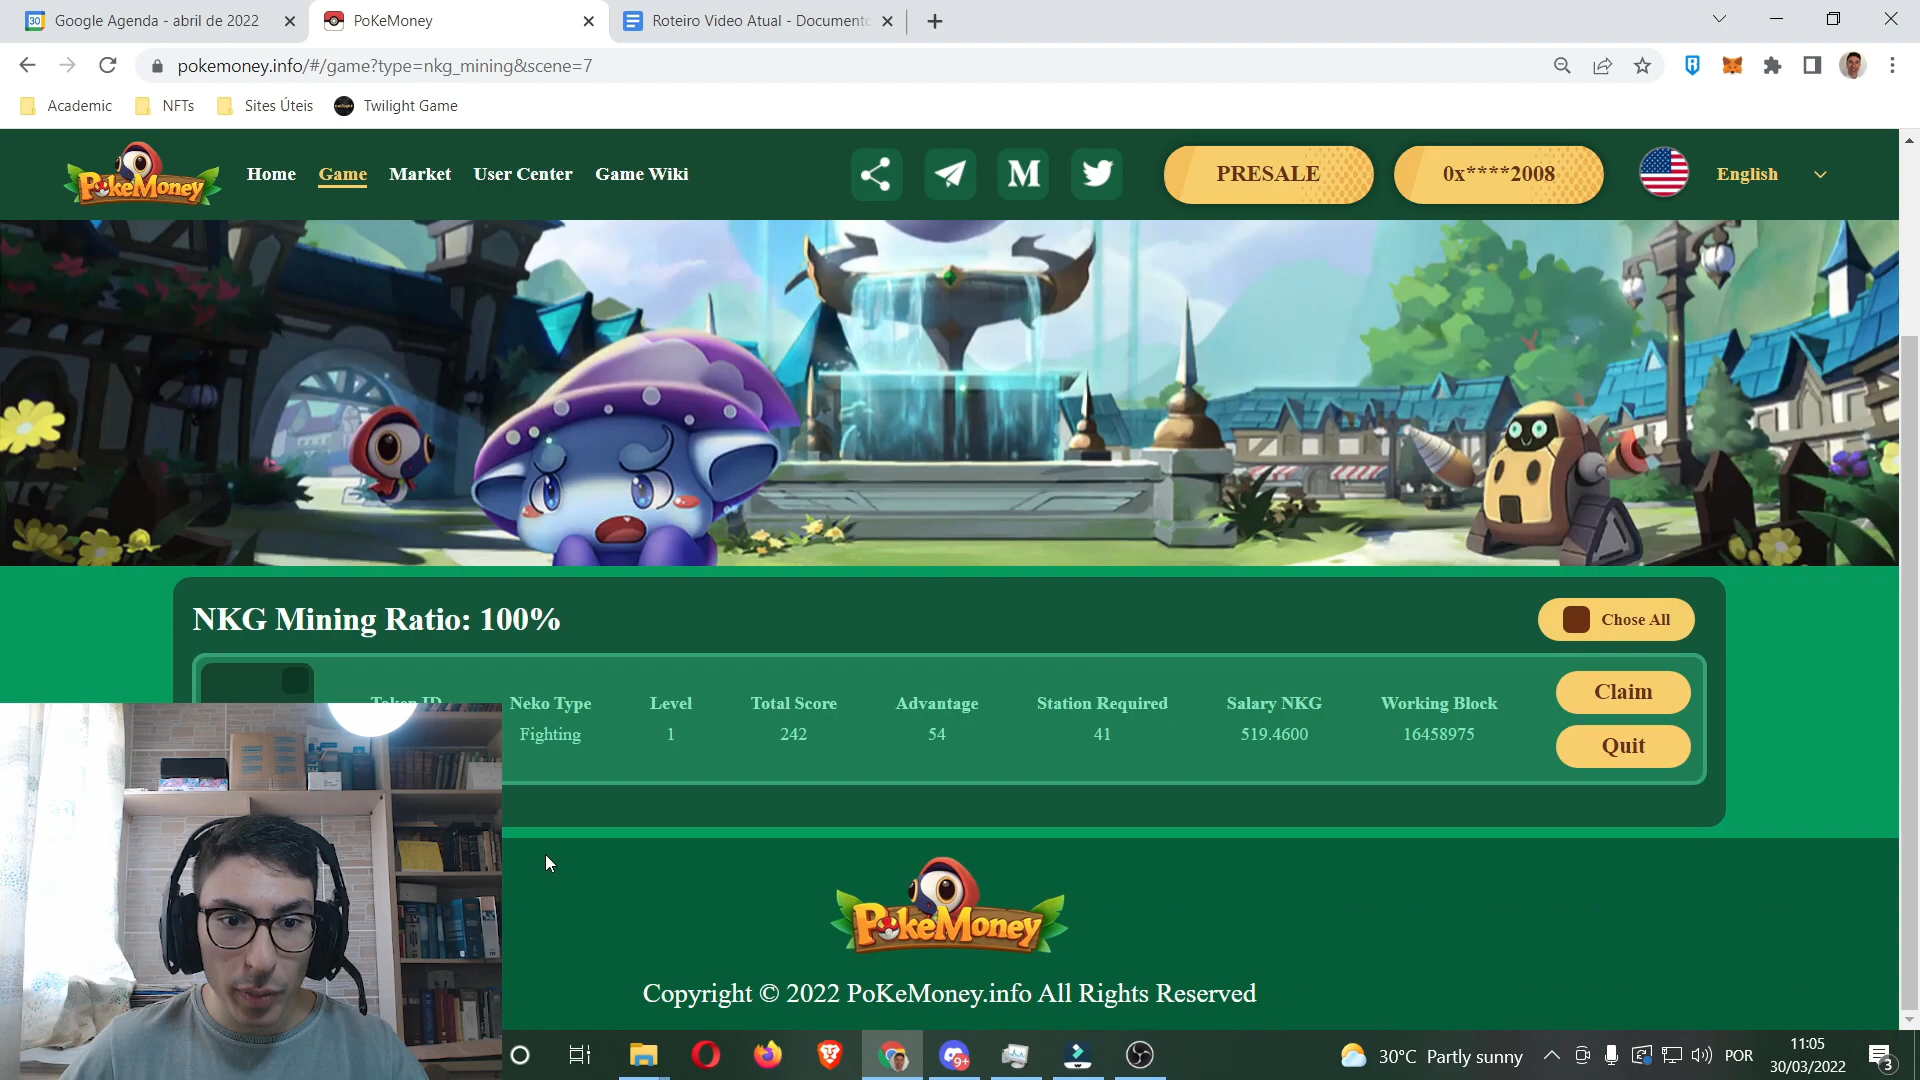 Google Agenda - abril de 2022
PoKeMoney
Roteiro Video Atual - Documento
pokemoney.info/#/game?type=nkg_mining&scene=7
Academic
NFTs
Sites Úteis
Twilight Game
PokeMoney
Home
Game
Market
User Center
Game Wiki
PRESALE
0x****2008
English
NKG Mining Ratio: 100%
Chose All
Token ID
Neko Type
Level
Total Score
Advantage
Station Required
Salary NKG
Working Block
Fighting
1
242
54
41
519.4600
16458975
Claim
Quit
PokeMoney
Copyright © 2022 PoKeMoney.info All Rights Reserved
9+
30°C Partly sunny
POR
11:05
30/03/2022
3